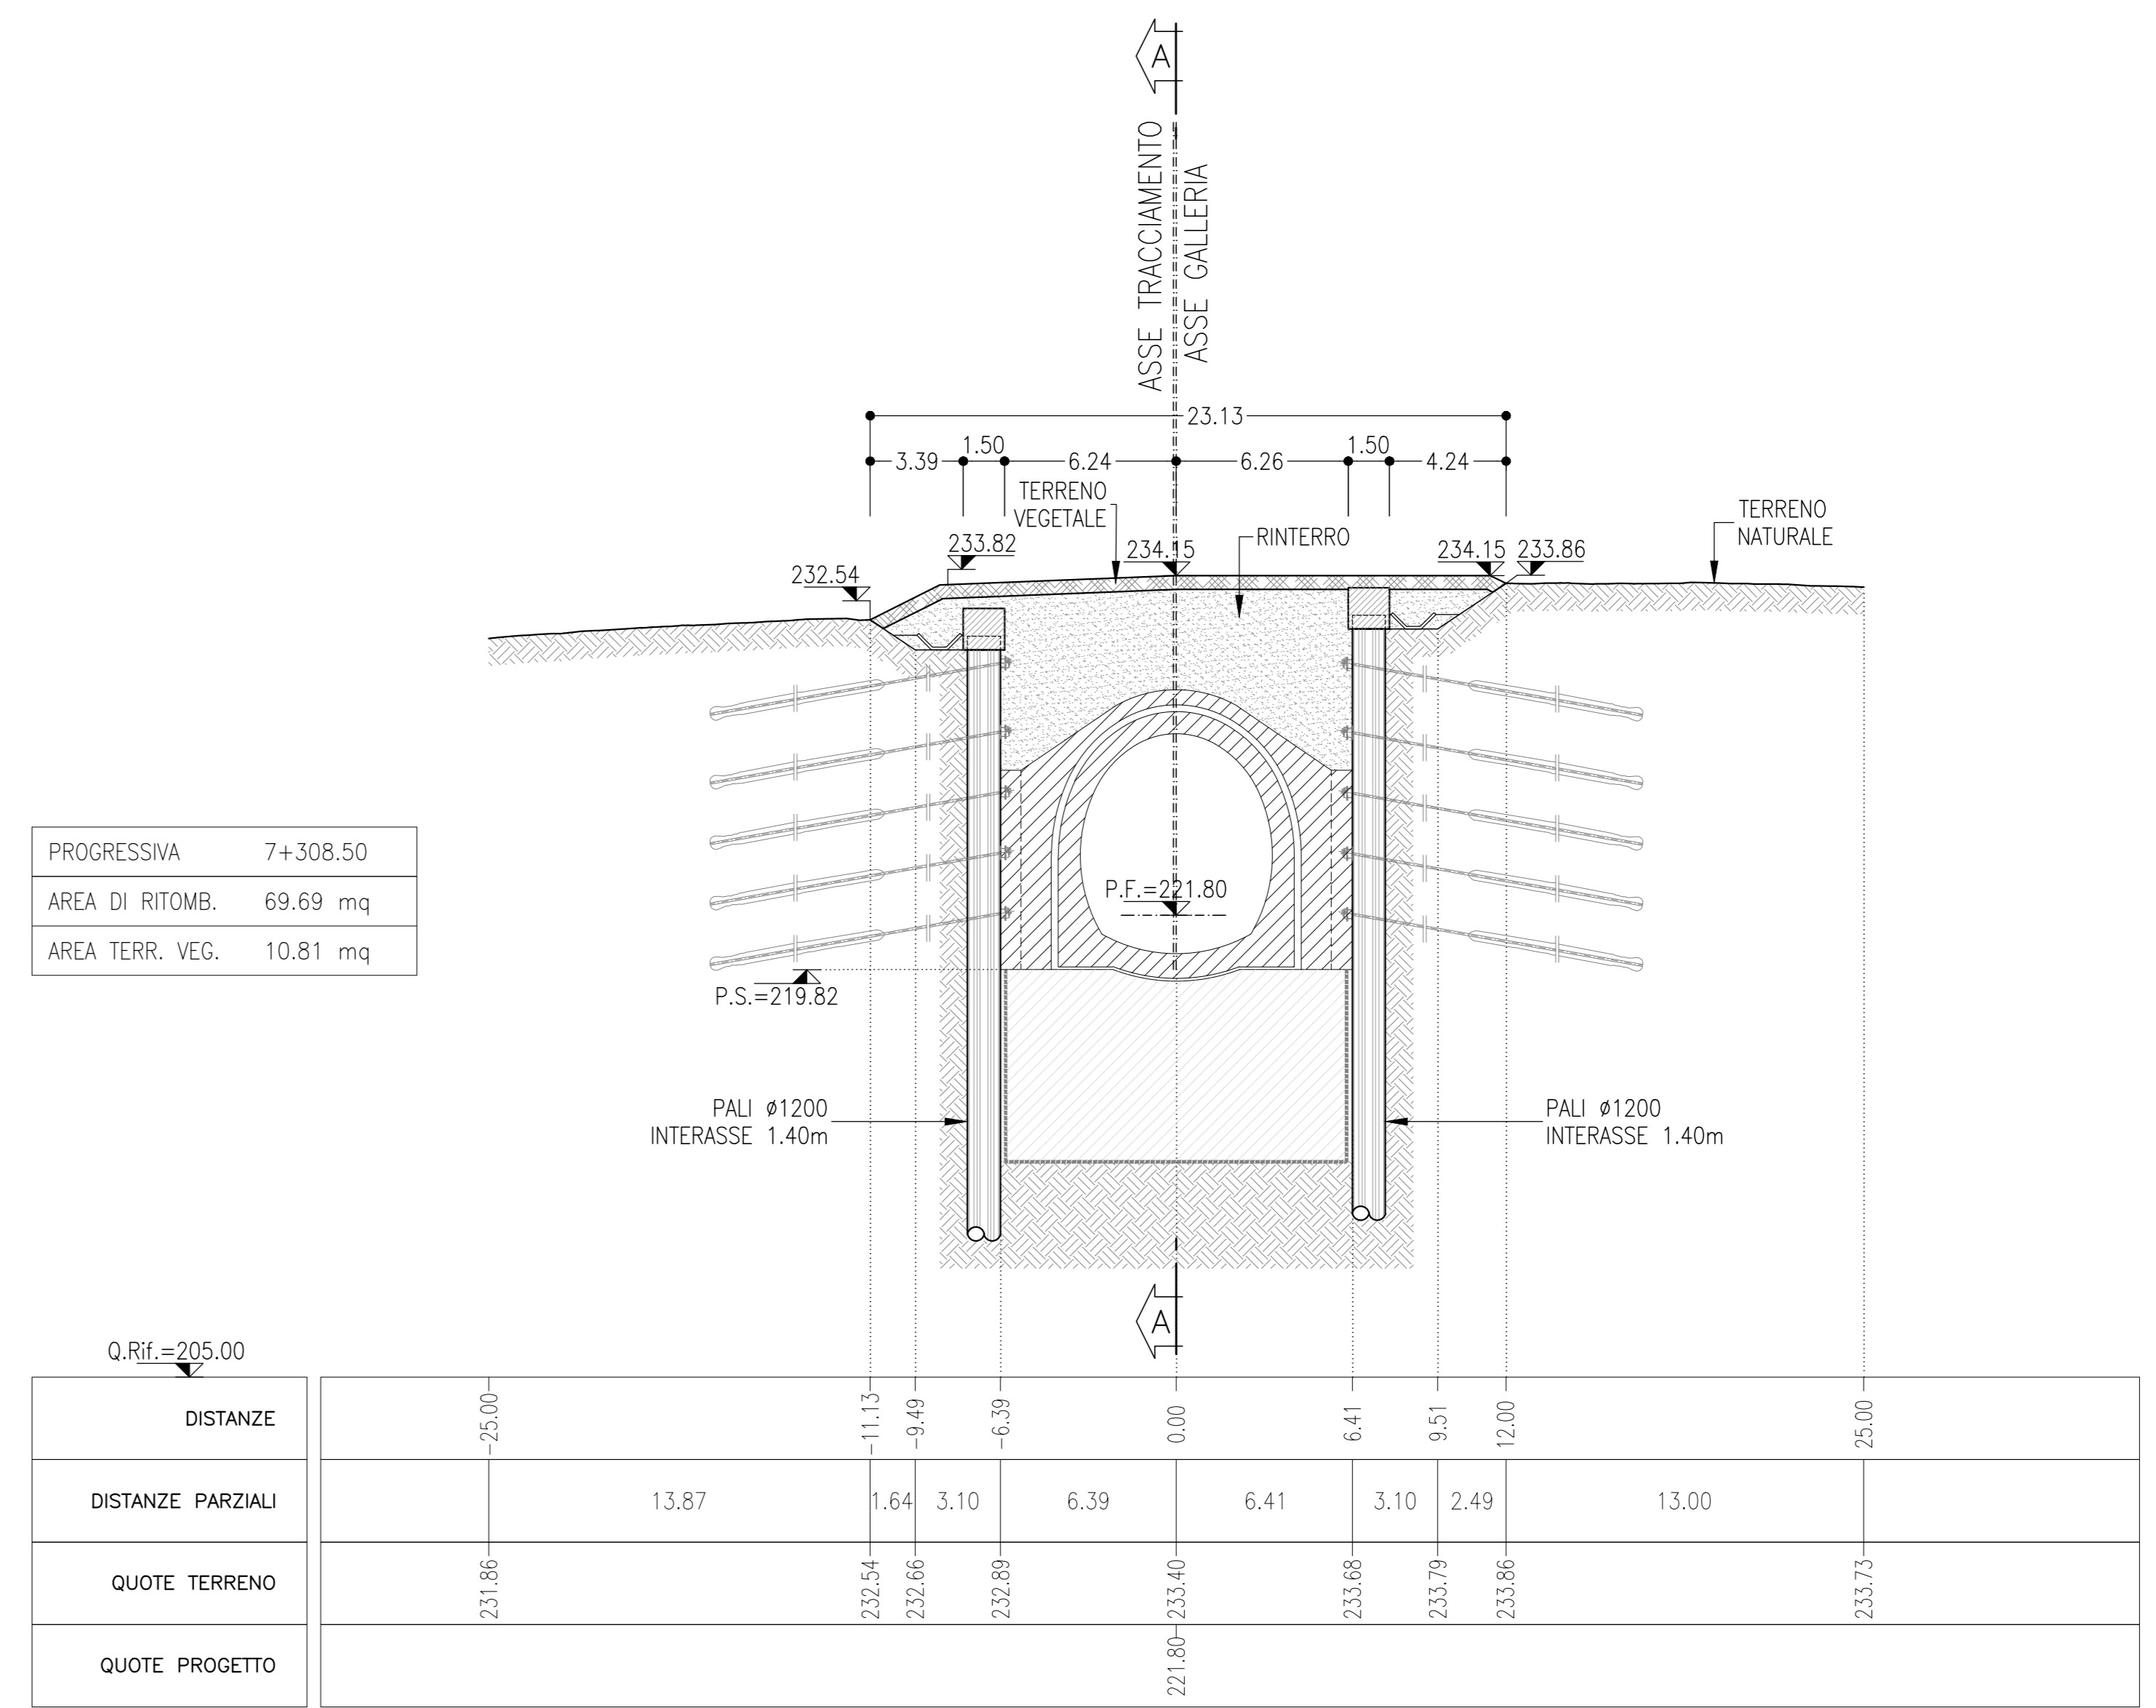 A
ASSE TRACCIAMENTO
ASSE GALLERIA
23.13
3.39
1.50
6.24
6.26
1.50
4.24
TERRENO
VEGETALE
RINTERRO
TERRENO
NATURALE
232.54
233.82
234.15
234.15
233.86
P.F.=221.80
P.S.=219.82
PROGRESSIVA 7+308.50
AREA DI RITOMB. 69.69 mq
AREA TERR. VEG. 10.81 mq
PALI ø1200
INTERASSE 1.40m
PALI ø1200
INTERASSE 1.40m
A
Q.Rif.=205.00
DISTANZE -25.00 -11.13 -9.49 -6.39 0.00 6.41 9.51 12.00 25.00
DISTANZE PARZIALI 13.87 1.64 3.10 6.39 6.41 3.10 2.49 13.00
QUOTE TERRENO 231.86 232.54 232.66 232.89 233.40 233.68 233.79 233.86 233.73
QUOTE PROGETTO 221.80